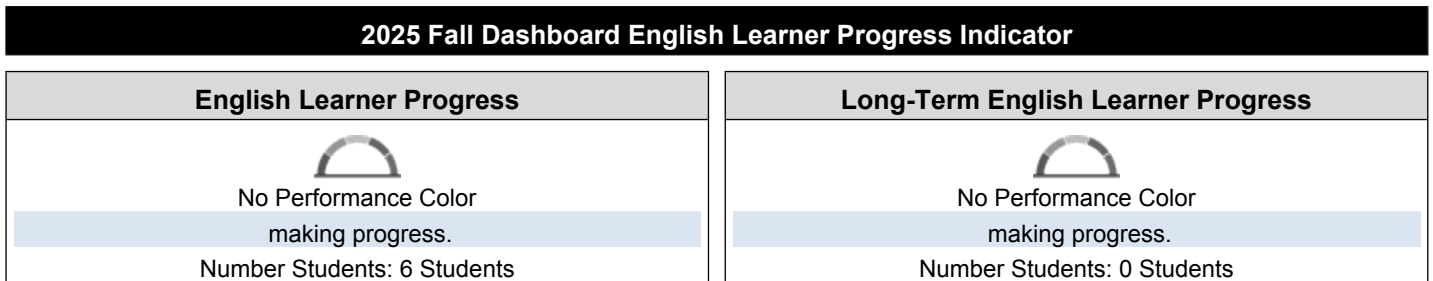 2025 Fall Dashboard English Learner Progress Indicator
English Learner Progress
No Performance Color
making progress.
Number Students: 6 Students
Long-Term English Learner Progress
No Performance Color
making progress.
Number Students: 0 Students